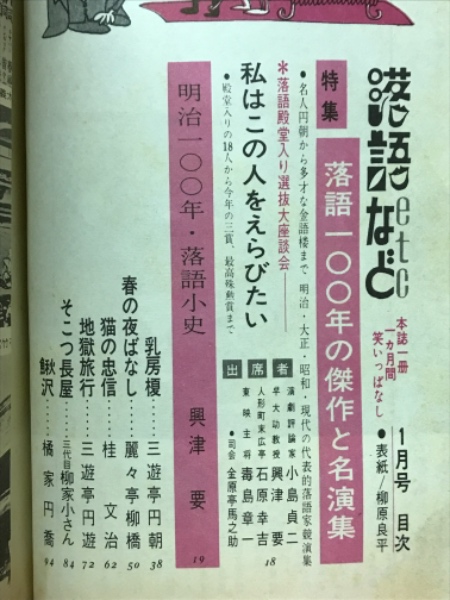 落語など etc
本誌一冊
一カ月間
笑いっぱなし
1月号 目次
●表紙/柳原良平
特集
落語一〇〇年の傑作と名演集
●名人円朝から多才な金語楼まで 明治・大正・昭和・現代の代表的落語家競演集
*落語殿堂入り選抜大座談会
私はこの人をえらびたい
●殿堂入りの18人から今年の三賞、最高殊勲賞まで
出席者
演劇評論家 小島貞二
早大助教授 興津 要
人形町末広亭 石原幸吉
東映主将 毒島章一
●司会 金原亭馬之助
18
明治一〇〇年・落語小史 興津 要 19
乳房榎……三遊亭円朝 38
春の夜ばなし……麗々亭柳橋 50
猫の忠信……桂 文治 62
地獄旅行……三遊亭円遊 72
そこつ長屋……三代目柳家小さん 84
鰍沢……橘家円喬 94